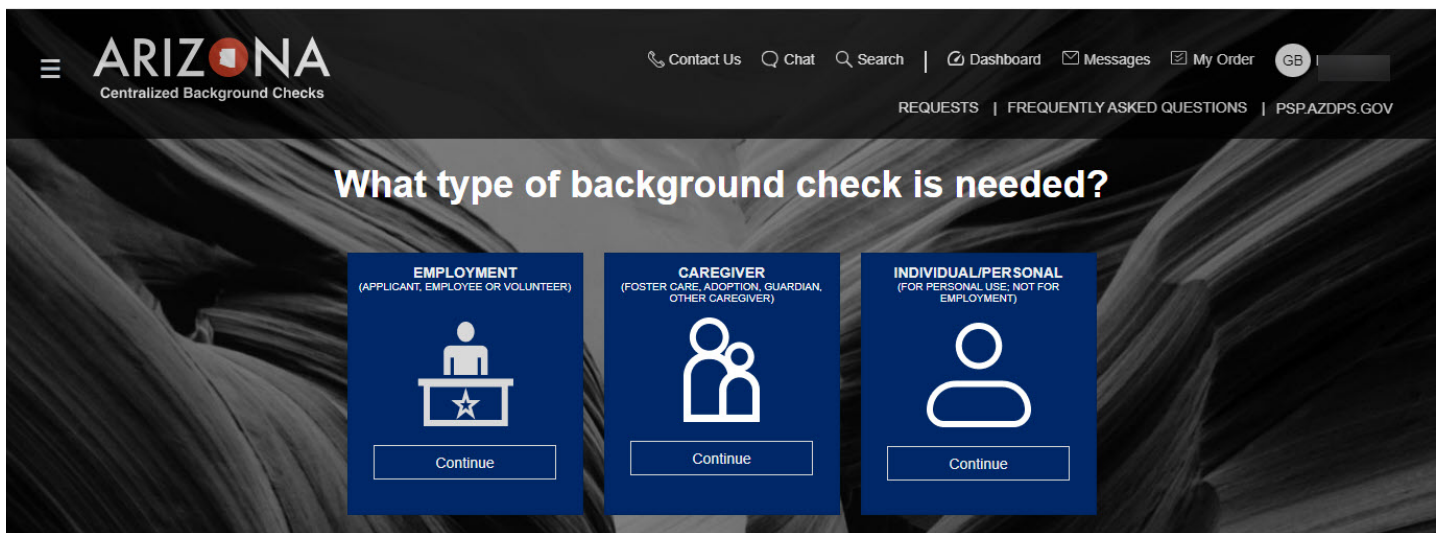 ARIZONA
Centralized Background Checks
Contact Us Chat Search | Dashboard Messages My Order GB
REQUESTS | FREQUENTLY ASKED QUESTIONS | PSP.AZDPS.GOV
What type of background check is needed?
EMPLOYMENT
(APPLICANT, EMPLOYEE OR VOLUNTEER)
Continue
CAREGIVER
(FOSTER CARE, ADOPTION, GUARDIAN,
OTHER CAREGIVER)
Continue
INDIVIDUAL/PERSONAL
(FOR PERSONAL USE; NOT FOR
EMPLOYMENT)
Continue